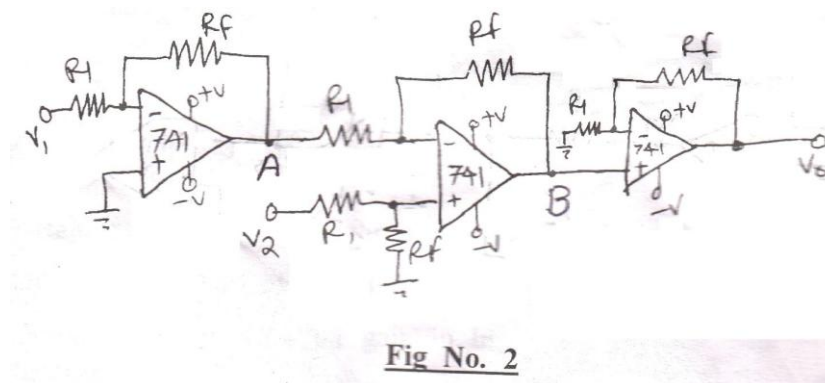 Rf
R1
+V
V1
-
741
+
-V
A
Rf
R1
+V
-
741
+
-V
V2
R1
Rf
B
Rf
R1
+V
-
741
+
-V
Vo
Fig No. 2